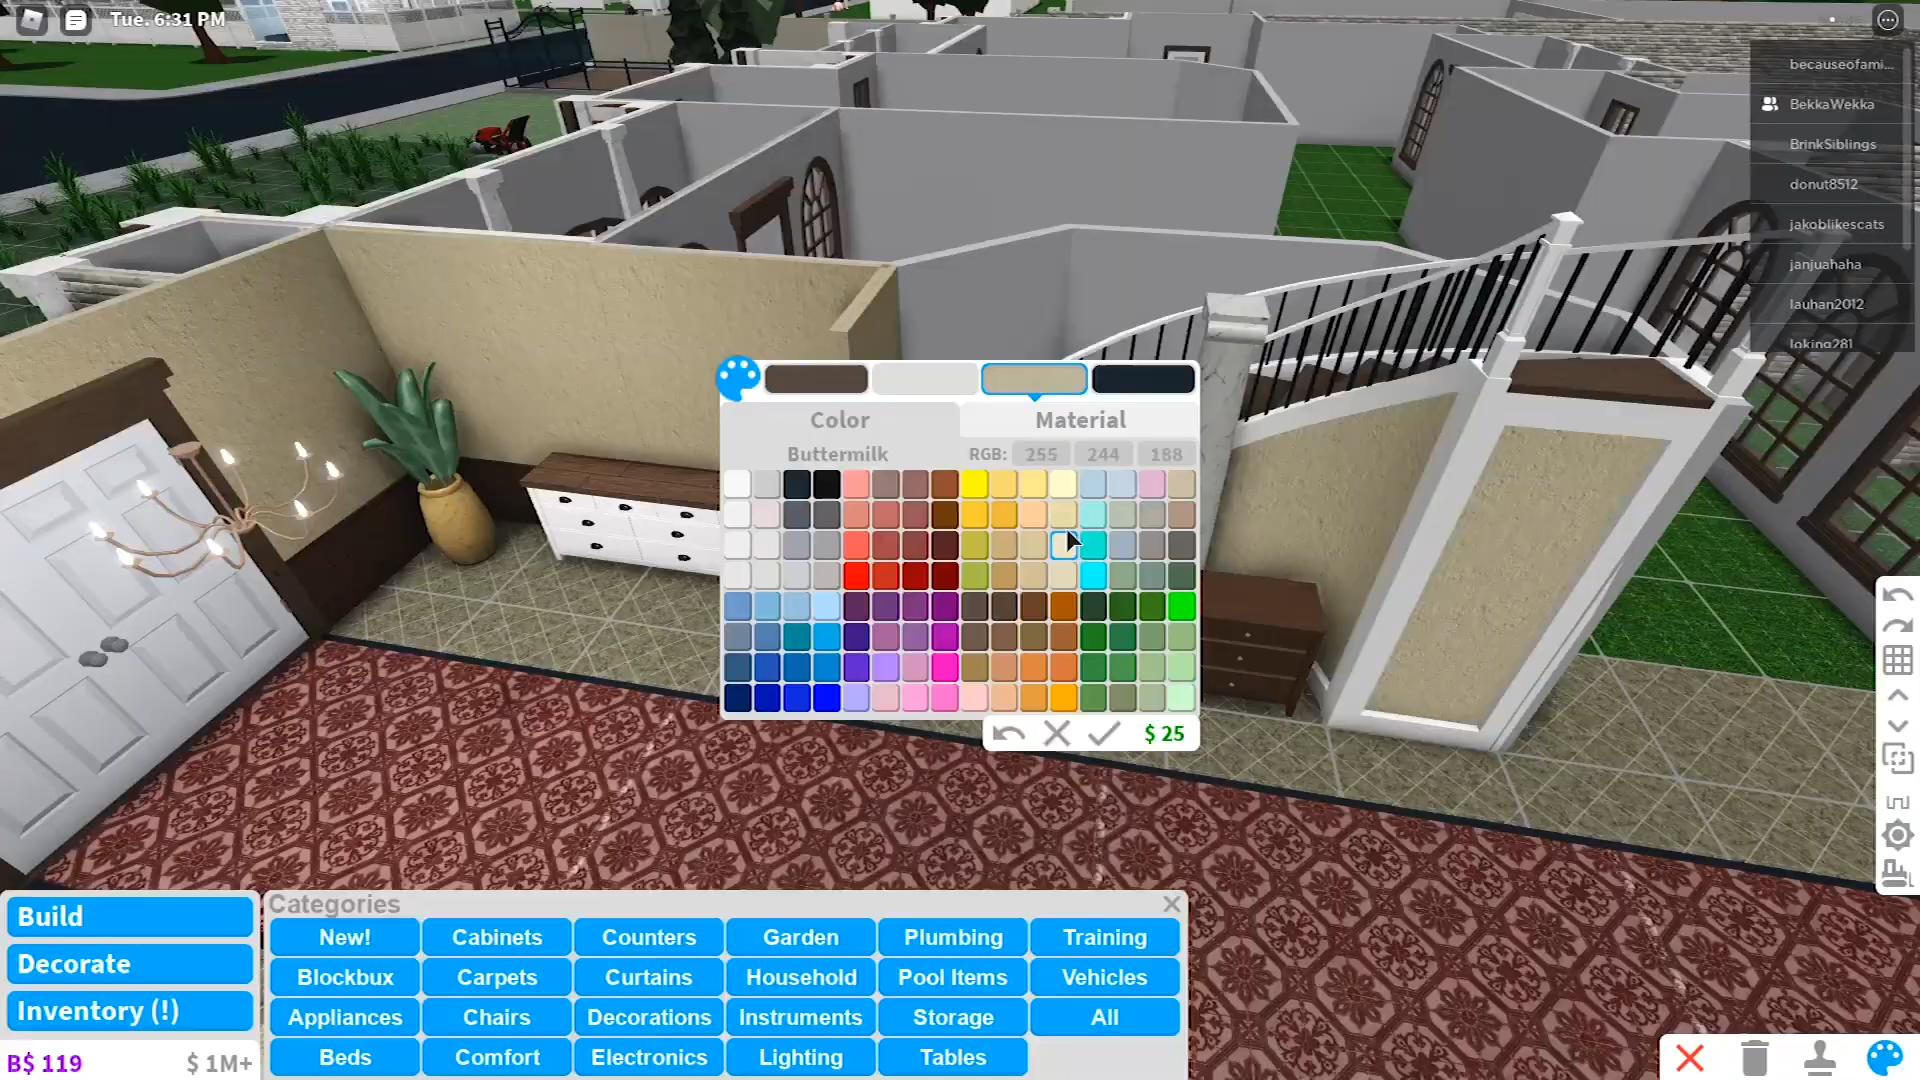 Tue. 6:31 PM
becauseofami...
BekkaWekka
BrinkSiblings
donut8512
jakoblikescats
janjuahaha
lauhan2012
loking281
Color
Material
Buttermilk
RGB: 255 244 188
$ 25
Build
Decorate
Inventory (!)
B$ 119
$ 1M+
Categories
New! Cabinets Counters Garden Plumbing Training
Blockbux Carpets Curtains Household Pool Items Vehicles
Appliances Chairs Decorations Instruments Storage All
Beds Comfort Electronics Lighting Tables